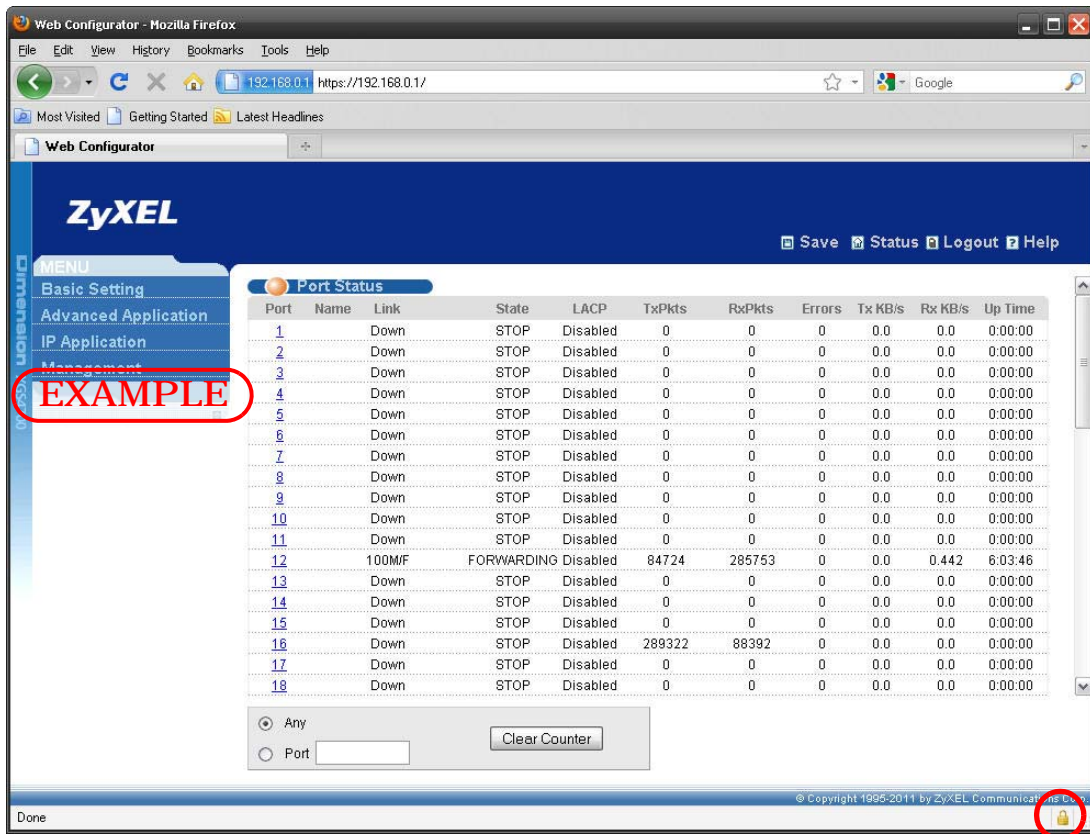 Web Configurator - Mozilla Firefox
File Edit View History Bookmarks Tools Help
192.168.0.1 https://192.168.0.1/ Google
Most Visited Getting Started Latest Headlines
Web Configurator
ZyXEL
Save Status Logout Help
Dimension
MENU
Basic Setting
Advanced Application
IP Application
Management
EXAMPLE
Port Status
Port Name Link State LACP TxPkts RxPkts Errors Tx KB/s Rx KB/s Up Time
1 Down STOP Disabled 0 0 0 0.0 0.0 0:00:00
2 Down STOP Disabled 0 0 0 0.0 0.0 0:00:00
3 Down STOP Disabled 0 0 0 0.0 0.0 0:00:00
4 Down STOP Disabled 0 0 0 0.0 0.0 0:00:00
5 Down STOP Disabled 0 0 0 0.0 0.0 0:00:00
6 Down STOP Disabled 0 0 0 0.0 0.0 0:00:00
7 Down STOP Disabled 0 0 0 0.0 0.0 0:00:00
8 Down STOP Disabled 0 0 0 0.0 0.0 0:00:00
9 Down STOP Disabled 0 0 0 0.0 0.0 0:00:00
10 Down STOP Disabled 0 0 0 0.0 0.0 0:00:00
11 Down STOP Disabled 0 0 0 0.0 0.0 0:00:00
12 100M/F FORWARDING Disabled 84724 285753 0 0.0 0.442 6:03:46
13 Down STOP Disabled 0 0 0 0.0 0.0 0:00:00
14 Down STOP Disabled 0 0 0 0.0 0.0 0:00:00
15 Down STOP Disabled 0 0 0 0.0 0.0 0:00:00
16 Down STOP Disabled 289322 88392 0 0.0 0.0 0:00:00
17 Down STOP Disabled 0 0 0 0.0 0.0 0:00:00
18 Down STOP Disabled 0 0 0 0.0 0.0 0:00:00
Any
Port
Clear Counter
© Copyright 1995-2011 by ZyXEL Communications Corp.
Done